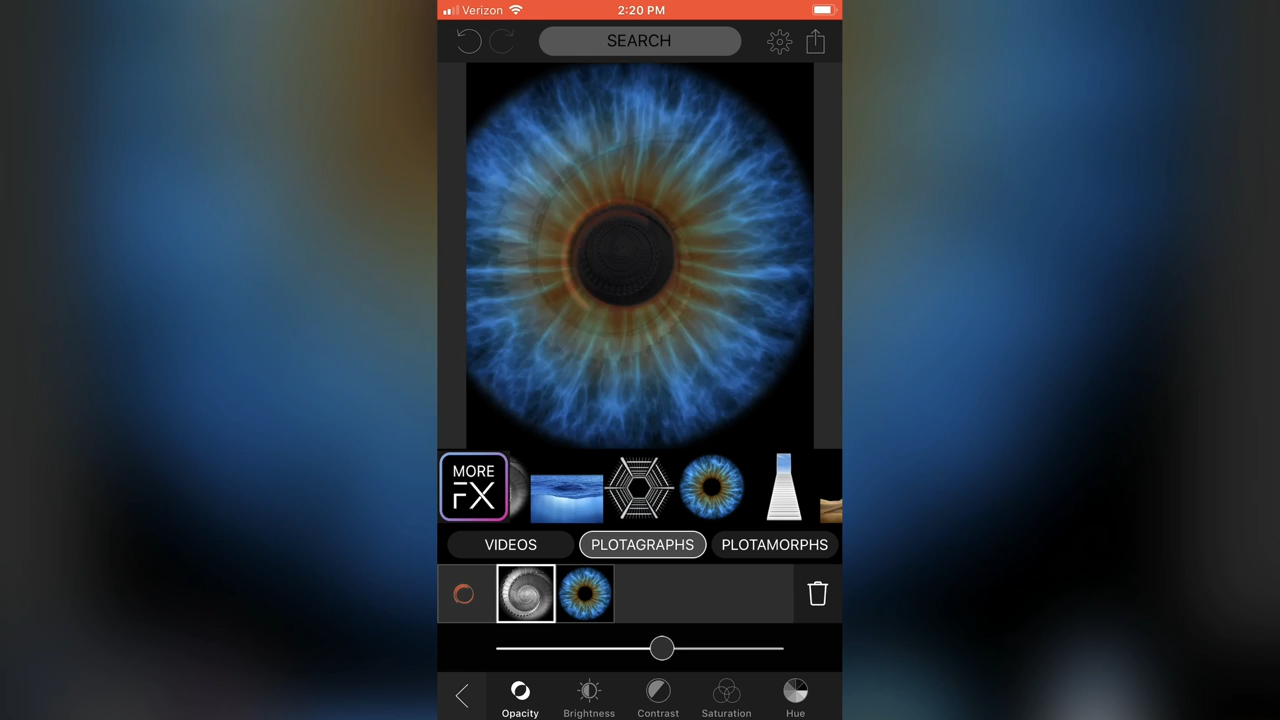 Verizon 2:20 PM
SEARCH
MORE
FX
VIDEOS PLOTAGRAPHS PLOTAMORPHS
Opacity Brightness Contrast Saturation Hue